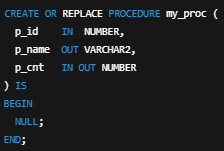 CREATE OR REPLACE PROCEDURE my_proc (
  p_id    IN  NUMBER,
  p_name  OUT VARCHAR2,
  p_cnt   IN OUT NUMBER
) IS
BEGIN
  NULL;
END;